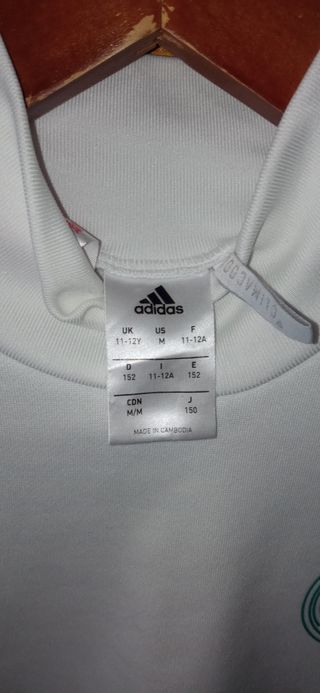 adidas
UK US F
11-12Y M 11-12A
D I E
152 11-12A 152
CDN J
M/M 150
MADE IN CAMBODIA